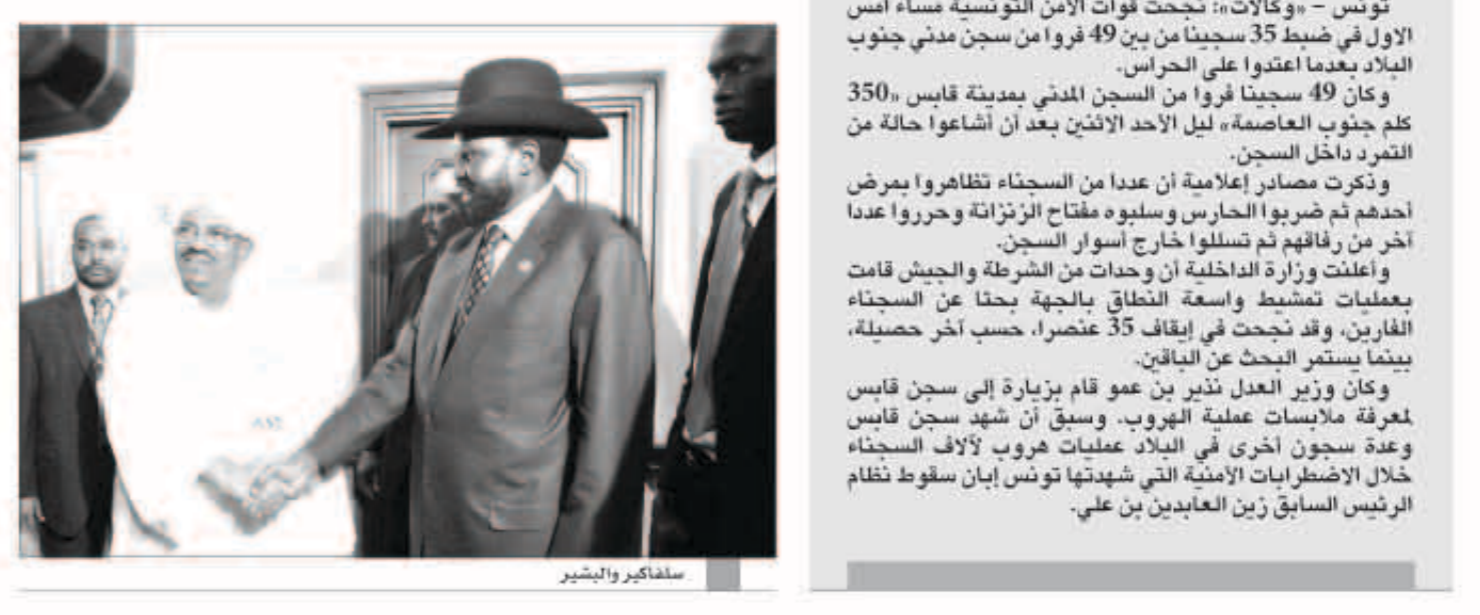 تونس – «وكالات»: نجحت قوات الأمن التونسية مساء أمس
الاول في ضبط 35 سجينا من بين 49 فروا من سجن مدني جنوب
البلاد بعدما اعتدوا على الحراس.
وكان 49 سجينا فروا من السجن المدني بمدينة قابس «350
كلم جنوب العاصمة» ليل الأحد الاثنين بعد أن أشاعوا حالة من
التمرد داخل السجن.
وذكرت مصادر إعلامية أن عددا من السجناء تظاهروا بمرض
أحدهم ثم ضربوا الحارس وسلبوه مفتاح الزنزانة وحرروا عددا
آخر من رفاقهم ثم تسللوا خارج أسوار السجن.
وأعلنت وزارة الداخلية أن وحدات من الشرطة والجيش قامت
بعمليات تمشيط واسعة النطاق بالجهة بحثا عن السجناء
الفارين، وقد نجحت في إيقاف 35 عنصرا، حسب آخر حصيلة،
بينما يستمر البحث عن الباقين.
وكان وزير العدل نذير بن عمو قام بزيارة إلى سجن قابس
لمعرفة ملابسات عملية الهروب. وسبق أن شهد سجن قابس
وعدة سجون أخرى في البلاد عمليات هروب لآلاف السجناء
خلال الاضطرابات الأمنية التي شهدتها تونس إبان سقوط نظام
الرئيس السابق زين العابدين بن علي.
سلفاكير والبشير